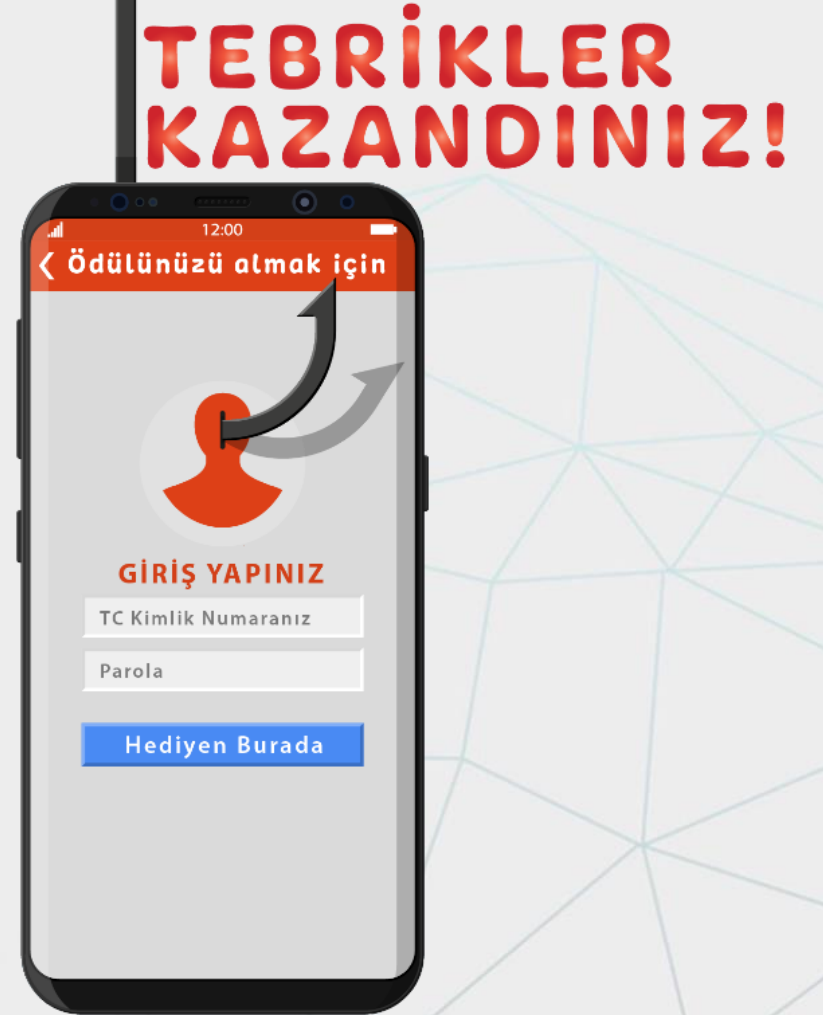 TEBRİKLER
KAZANDINIZ!
12:00
Ödülünüzü almak için
GİRİŞ YAPINIZ
TC Kimlik Numaranız
Parola
Hediyen Burada